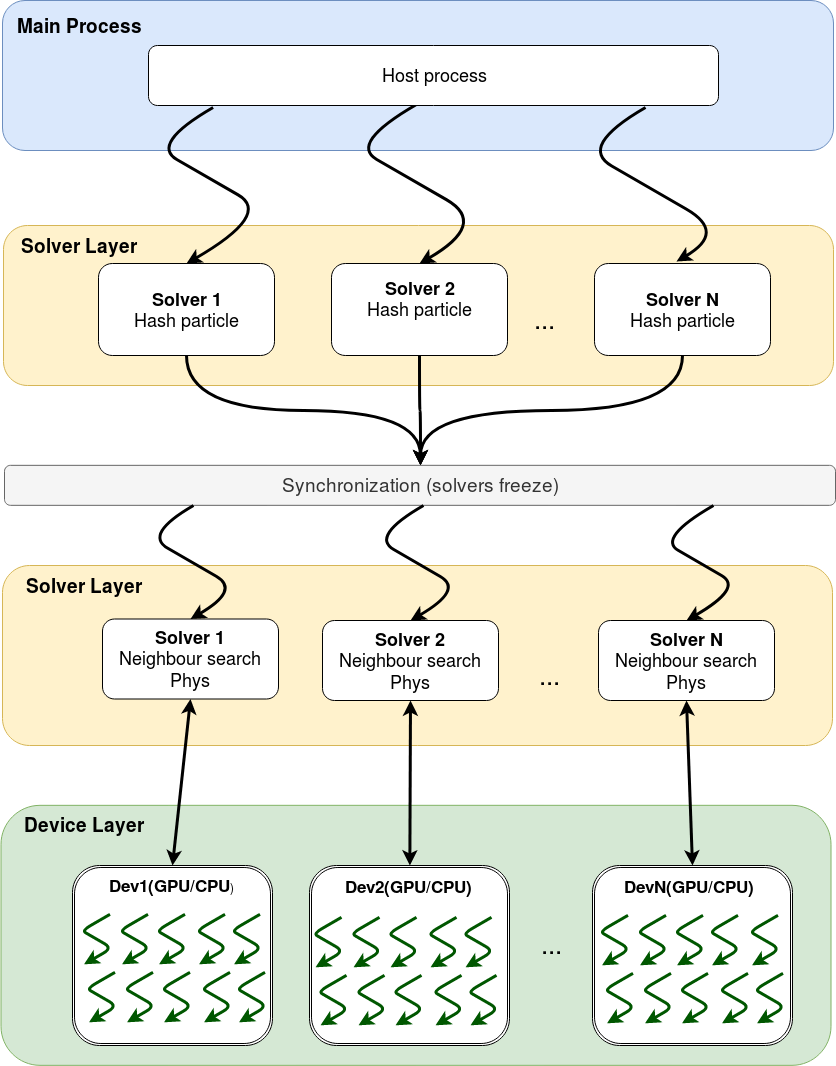 Main Process
Host process
Solver Layer
Solver 1
Hash particle
Solver 2
Hash particle
...
Solver N
Hash particle
Synchronization (solvers freeze)
Solver Layer
Solver 1
Neighbour search
Phys
Solver 2
Neighbour search
Phys
...
Solver N
Neighbour search
Phys
Device Layer
Dev1(GPU/CPU)
Dev2(GPU/CPU)
...
DevN(GPU/CPU)